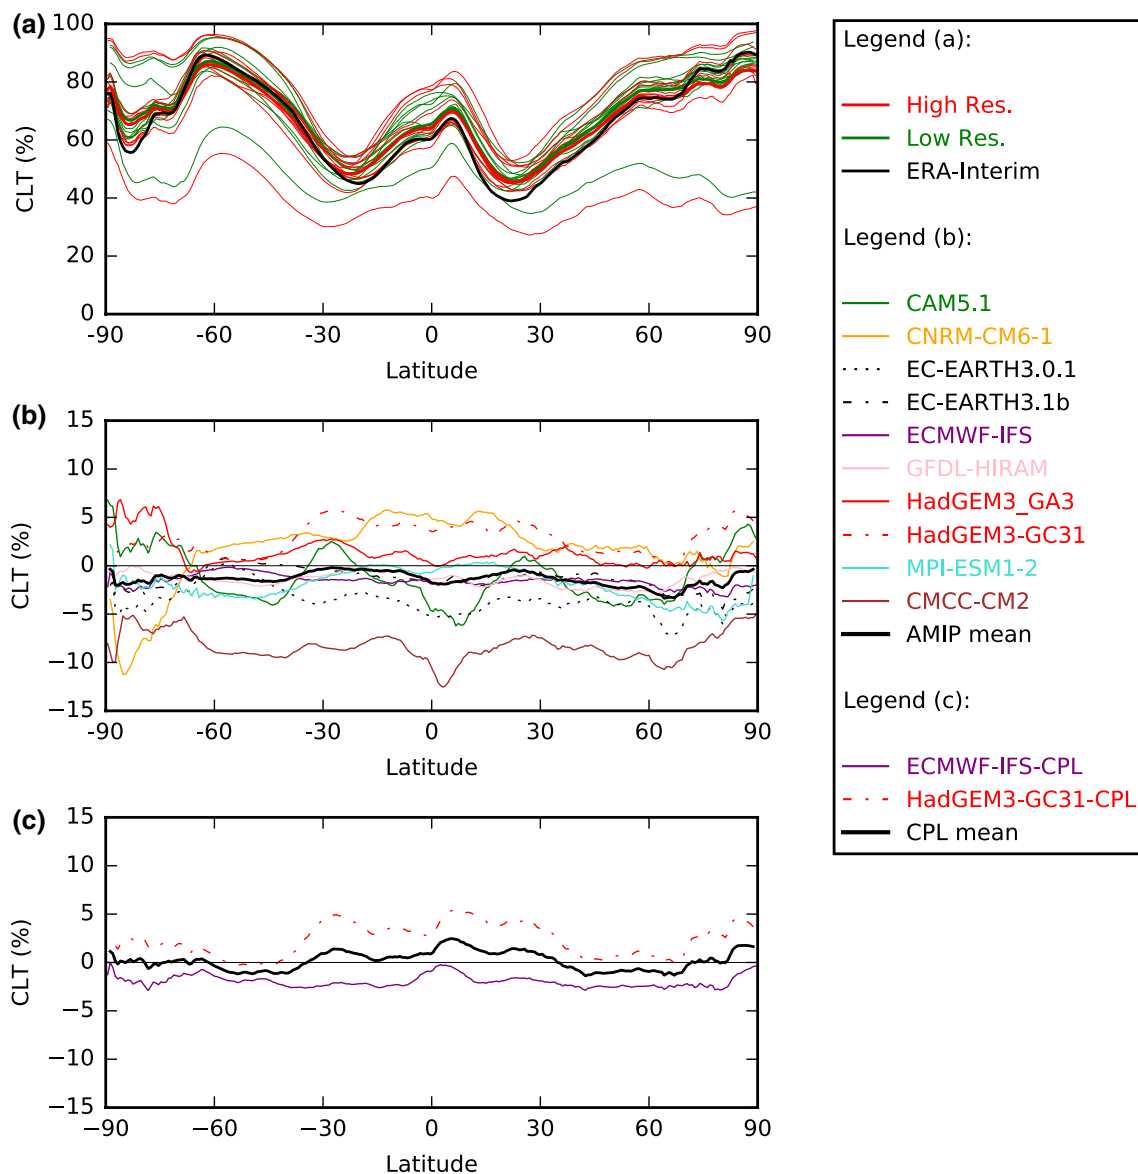 (a)
100
80
60
40
20
0
CLT (%)
-90 -60 -30 0 30 60 90
Latitude
(b)
15
10
5
0
−5
−10
−15
CLT (%)
-90 -60 -30 0 30 60 90
Latitude
(c)
15
10
5
0
−5
−10
−15
CLT (%)
−90 −60 −30 0 30 60 90
Latitude
Legend (a):
High Res.
Low Res.
ERA-Interim
Legend (b):
CAM5.1
CNRM-CM6-1
EC-EARTH3.0.1
EC-EARTH3.1b
ECMWF-IFS
GFDL-HIRAM
HadGEM3_GA3
HadGEM3-GC31
MPI-ESM1-2
CMCC-CM2
AMIP mean
Legend (c):
ECMWF-IFS-CPL
HadGEM3-GC31-CPL
CPL mean